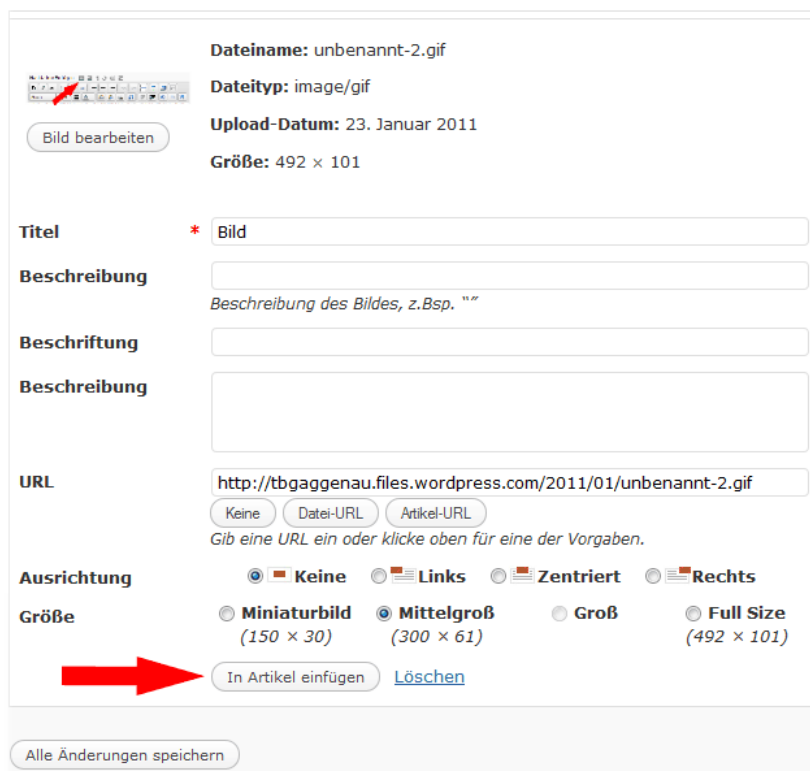 Dateiname: unbenannt-2.gif
Dateityp: image/gif
Bild bearbeiten
Upload-Datum: 23. Januar 2011
Größe: 492 × 101
Titel * Bild
Beschreibung
Beschreibung des Bildes, z.Bsp. “”
Beschriftung
Beschreibung
URL http://tbgaggenau.files.wordpress.com/2011/01/unbenannt-2.gif
Keine Datei-URL Artikel-URL
Gib eine URL ein oder klicke oben für eine der Vorgaben.
Ausrichtung Keine Links Zentriert Rechts
Größe Miniaturbild Mittelgroß Groß Full Size
(150 × 30) (300 × 61) (492 × 101)
In Artikel einfügen Löschen
Alle Änderungen speichern